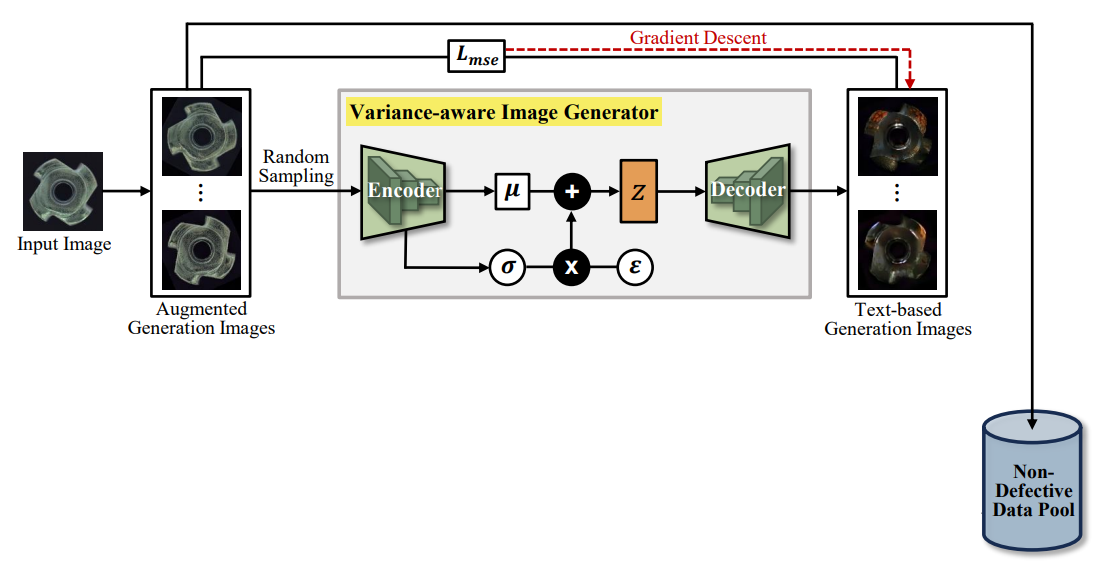 Gradient Descent
L_mse
Variance-aware Image Generator
Random
Sampling
Encoder
μ
+
z
Decoder
σ
x
ε
Input Image
Augmented
Generation Images
Text-based
Generation Images
Non-
Defective
Data Pool